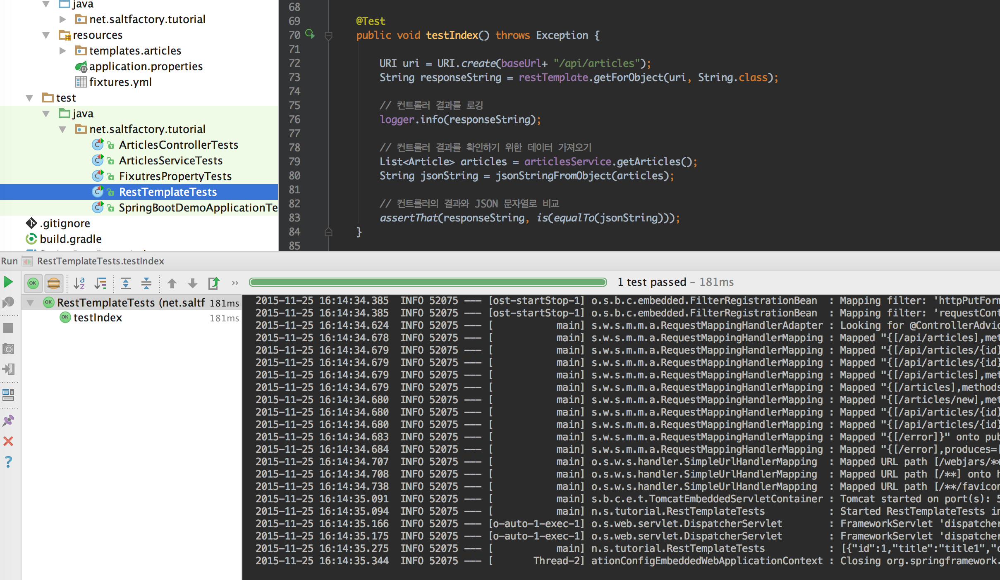 java
net.saltfactory.tutorial
resources
templates.articles
application.properties
fixtures.yml
test
java
net.saltfactory.tutorial
ArticlesControllerTests
ArticlesServiceTests
FixutresPropertyTests
RestTemplateTests
SpringBootDemoApplicationTe
.gitignore
build.gradle
68
69 @Test
70 public void testIndex() throws Exception {
71
72 URI uri = URI.create(baseUrl+ "/api/articles");
73 String responseString = restTemplate.getForObject(uri, String.class);
74
75 // 컨트롤러 결과를 로깅
76 logger.info(responseString);
77
78 // 컨트롤러 결과를 확인하기 위한 데이터 가져오기
79 List<Article> articles = articlesService.getArticles();
80 String jsonString = jsonStringFromObject(articles);
81
82 // 컨트롤러의 결과와 JSON 문자열로 비교
83 assertThat(responseString, is(equalTo(jsonString)));
84 }
85
Run RestTemplateTests.testIndex
1 test passed – 181ms
RestTemplateTests (net.saltf 181ms
testIndex 181ms
2015-11-25 16:14:34.385 INFO 52075 --- [ost-startStop-1] o.s.b.c.embedded.FilterRegistrationBean : Mapping filter: 'httpPutForm
2015-11-25 16:14:34.385 INFO 52075 --- [ost-startStop-1] o.s.b.c.embedded.FilterRegistrationBean : Mapping filter: 'requestCont
2015-11-25 16:14:34.624 INFO 52075 --- [ main] s.w.s.m.m.a.RequestMappingHandlerAdapter : Looking for @ControllerAdvic
2015-11-25 16:14:34.678 INFO 52075 --- [ main] s.w.s.m.m.a.RequestMappingHandlerMapping : Mapped "{[/api/articles],met
2015-11-25 16:14:34.679 INFO 52075 --- [ main] s.w.s.m.m.a.RequestMappingHandlerMapping : Mapped "{[/api/articles/{id}
2015-11-25 16:14:34.679 INFO 52075 --- [ main] s.w.s.m.m.a.RequestMappingHandlerMapping : Mapped "{[/api/articles/{id}
2015-11-25 16:14:34.679 INFO 52075 --- [ main] s.w.s.m.m.a.RequestMappingHandlerMapping : Mapped "{[/api/articles],met
2015-11-25 16:14:34.679 INFO 52075 --- [ main] s.w.s.m.m.a.RequestMappingHandlerMapping : Mapped "{[/articles],methods
2015-11-25 16:14:34.680 INFO 52075 --- [ main] s.w.s.m.m.a.RequestMappingHandlerMapping : Mapped "{[/articles/new],met
2015-11-25 16:14:34.680 INFO 52075 --- [ main] s.w.s.m.m.a.RequestMappingHandlerMapping : Mapped "{[/api/articles/{id}
2015-11-25 16:14:34.680 INFO 52075 --- [ main] s.w.s.m.m.a.RequestMappingHandlerMapping : Mapped "{[/api/articles/{id}
2015-11-25 16:14:34.683 INFO 52075 --- [ main] s.w.s.m.m.a.RequestMappingHandlerMapping : Mapped "{[/error]}" onto pub
2015-11-25 16:14:34.684 INFO 52075 --- [ main] s.w.s.m.m.a.RequestMappingHandlerMapping : Mapped "{[/error],produces=[
2015-11-25 16:14:34.707 INFO 52075 --- [ main] o.s.w.s.handler.SimpleUrlHandlerMapping : Mapped URL path [/webjars/**
2015-11-25 16:14:34.708 INFO 52075 --- [ main] o.s.w.s.handler.SimpleUrlHandlerMapping : Mapped URL path [/**] onto h
2015-11-25 16:14:34.738 INFO 52075 --- [ main] o.s.w.s.handler.SimpleUrlHandlerMapping : Mapped URL path [/**/favicon
2015-11-25 16:14:35.091 INFO 52075 --- [ main] s.b.c.e.t.TomcatEmbeddedServletContainer : Tomcat started on port(s): 5
2015-11-25 16:14:35.094 INFO 52075 --- [ main] n.s.tutorial.RestTemplateTests : Started RestTemplateTests in
2015-11-25 16:14:35.166 INFO 52075 --- [o-auto-1-exec-1] o.s.web.servlet.DispatcherServlet : FrameworkServlet 'dispatcher
2015-11-25 16:14:35.175 INFO 52075 --- [o-auto-1-exec-1] o.s.web.servlet.DispatcherServlet : FrameworkServlet 'dispatcher
2015-11-25 16:14:35.275 INFO 52075 --- [ main] n.s.tutorial.RestTemplateTests : [{"id":1,"title":"title1","c
2015-11-25 16:14:35.344 INFO 52075 --- [ Thread-2] ationConfigEmbeddedWebApplicationContext : Closing org.springframework.